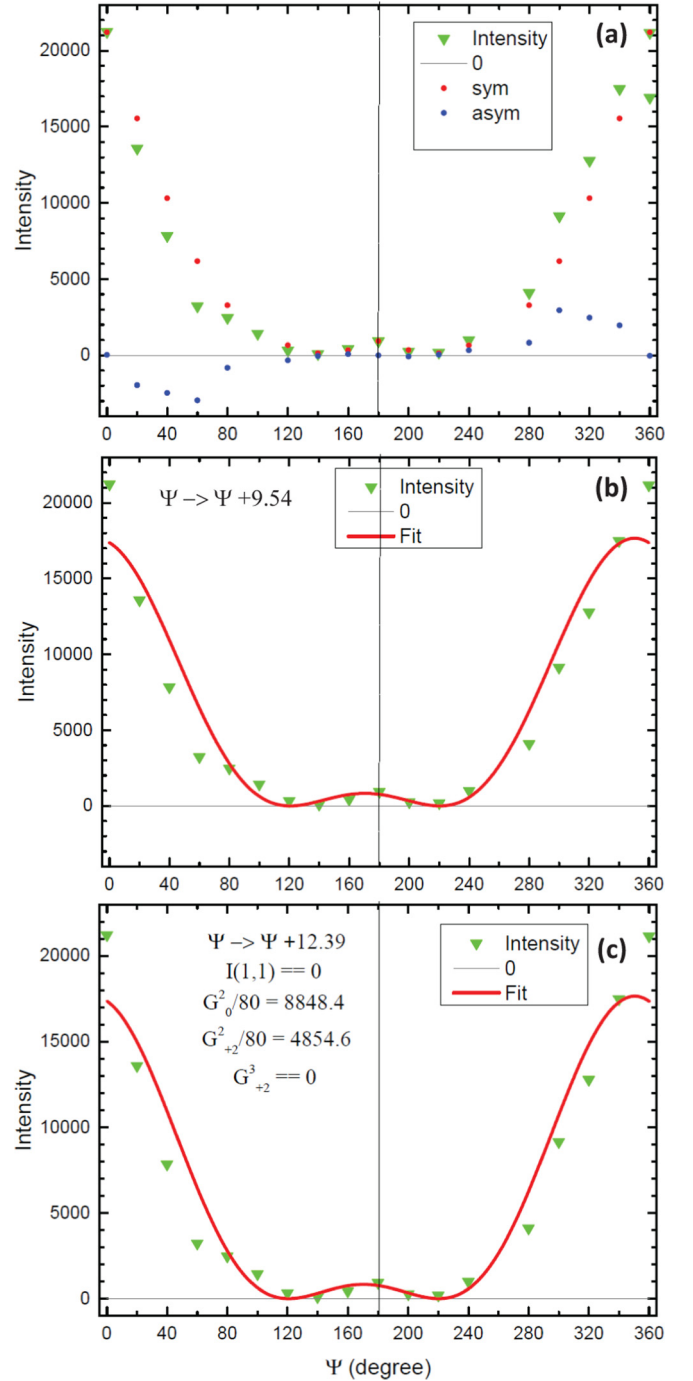 (a)
Intensity
0
sym
asym
20000
15000
10000
5000
0
Intensity
0 40 80 120 160 200 240 280 320 360
(b)
Ψ –> Ψ +9.54
Intensity
0
Fit
20000
15000
10000
5000
0
Intensity
0 40 80 120 160 200 240 280 320 360
(c)
Ψ –> Ψ +12.39
I(1,1) == 0
G²₀/80 = 8848.4
G²₊₂/80 = 4854.6
G³₊₂ == 0
Intensity
0
Fit
20000
15000
10000
5000
0
Intensity
0 40 80 120 160 200 240 280 320 360
Ψ (degree)